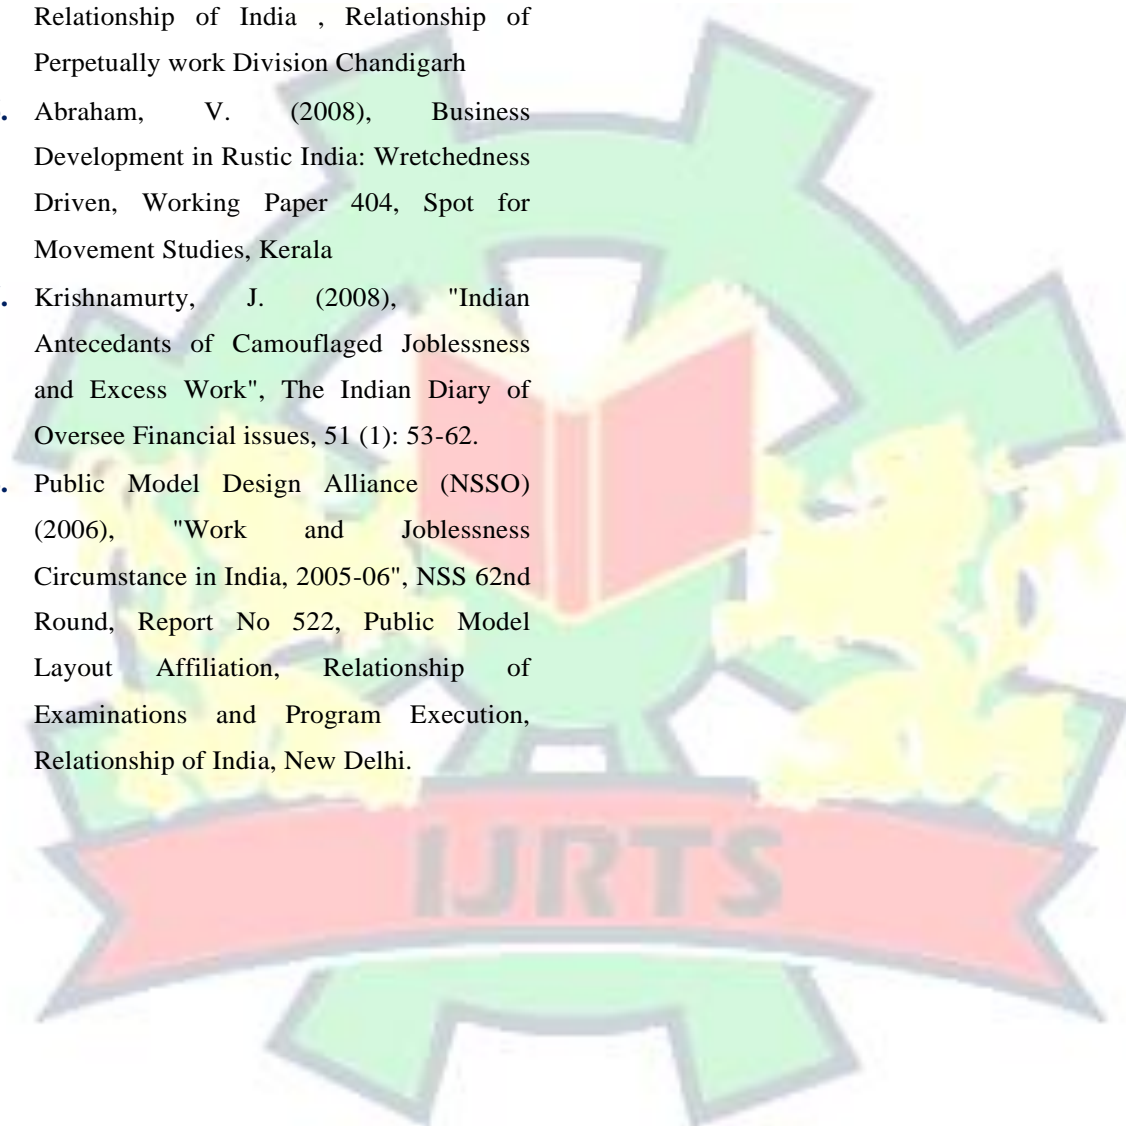 Relationship of India , Relationship of
Perpetually work Division Chandigarh
. Abraham, V. (2008), Business
Development in Rustic India: Wretchedness
Driven, Working Paper 404, Spot for
Movement Studies, Kerala
. Krishnamurty, J. (2008), "Indian
Antecedants of Camouflaged Joblessness
and Excess Work", The Indian Diary of
Oversee Financial issues, 51 (1): 53-62.
. Public Model Design Alliance (NSSO)
(2006), "Work and Joblessness
Circumstance in India, 2005-06", NSS 62nd
Round, Report No 522, Public Model
Layout Affiliation, Relationship of
Examinations and Program Execution,
Relationship of India, New Delhi.
IJRTS